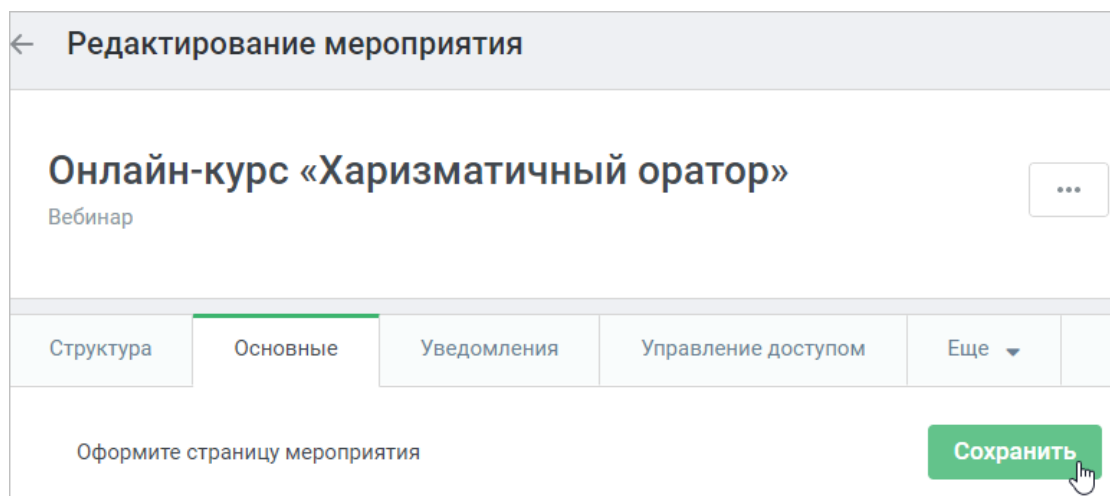 Редактирование мероприятия
Онлайн-курс «Харизматичный оратор»
Вебинар
Структура Основные Уведомления Управление доступом Еще
Оформите страницу мероприятия Сохранить